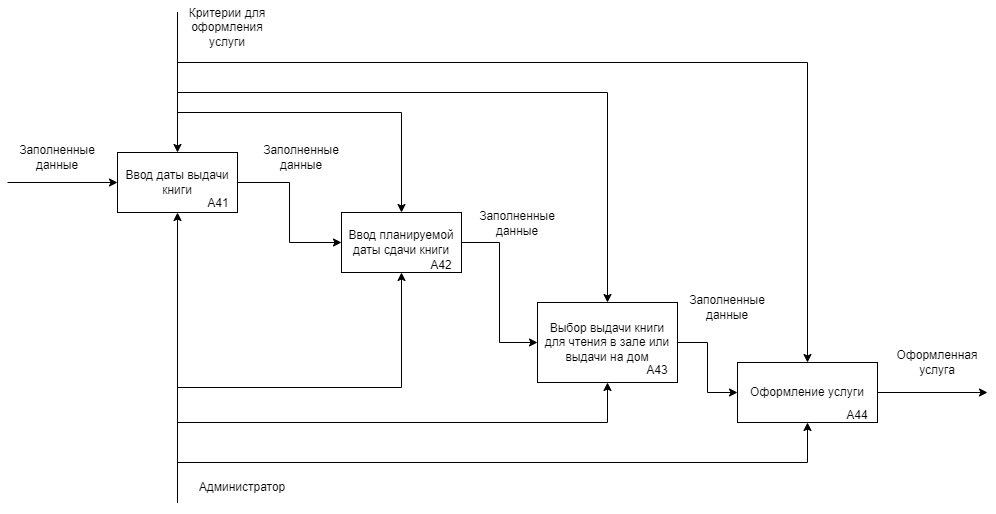 Критерии для
оформления
услуги
Заполненные
данные
Ввод даты выдачи
книги
A41
Заполненные
данные
Ввод планируемой
даты сдачи книги
A42
Заполненные
данные
Выбор выдачи книги
для чтения в зале или
выдачи на дом
A43
Заполненные
данные
Оформление услуги
A44
Оформленная
услуга
Администратор